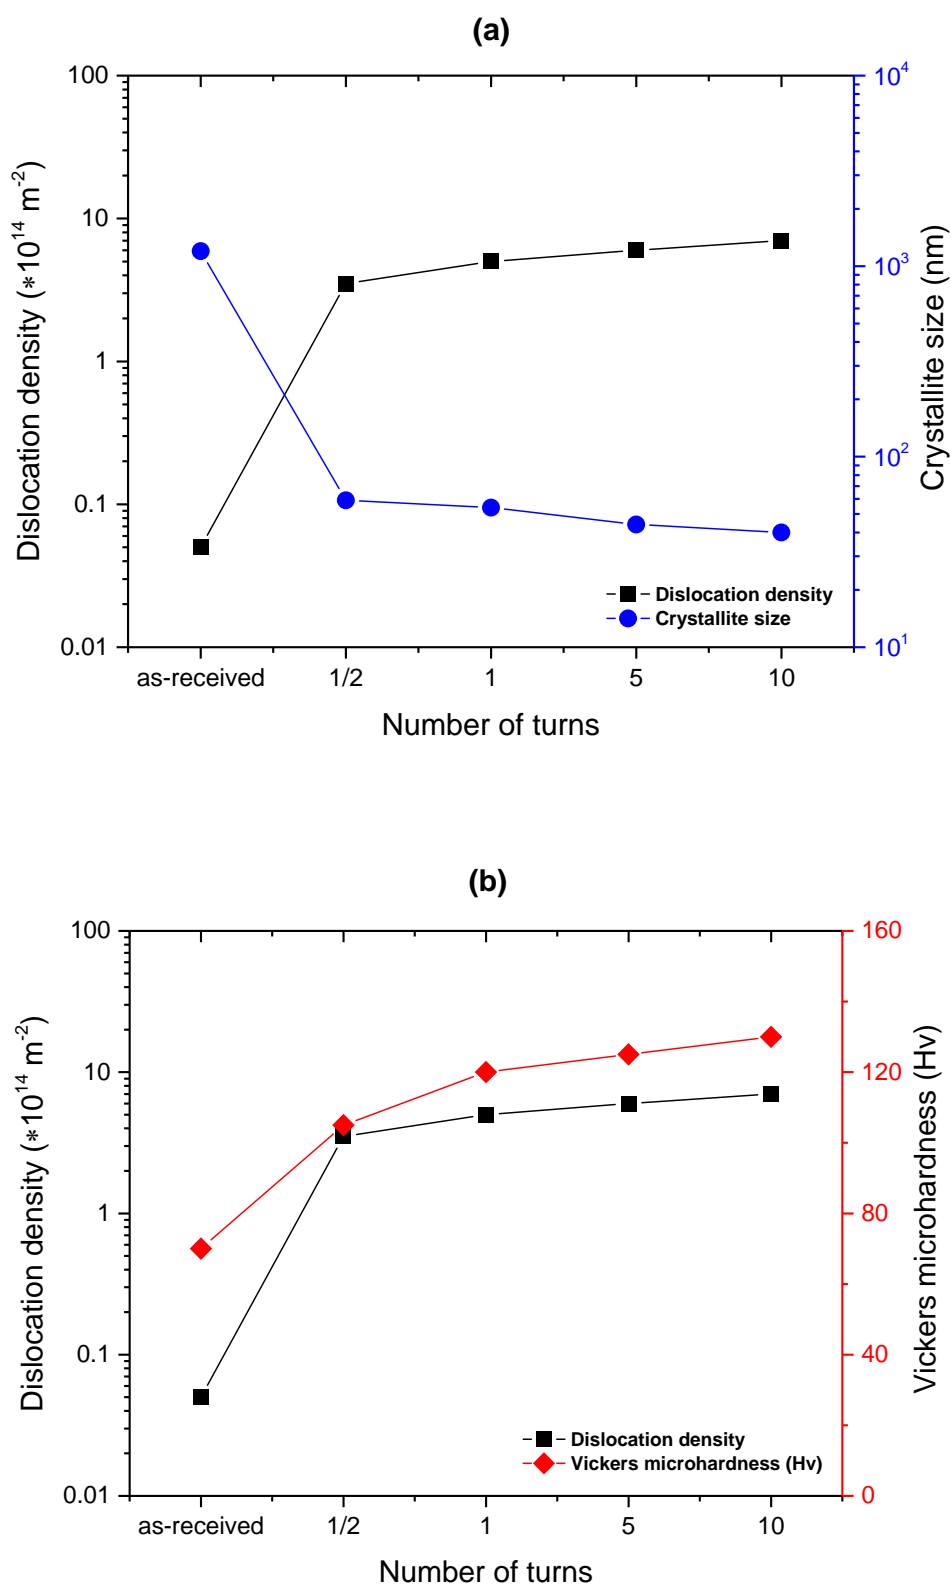 (a)
100
10
1
0.1
0.01
Dislocation density (∗10^14 m^-2)
10^4
10^3
10^2
10^1
Crystallite size (nm)
Dislocation density
Crystallite size
as-received 1/2 1 5 10
Number of turns
(b)
100
10
1
0.1
0.01
Dislocation density (∗10^14 m^-2)
160
120
80
40
0
Vickers microhardness (Hv)
Dislocation density
Vickers microhardness (Hv)
as-received 1/2 1 5 10
Number of turns